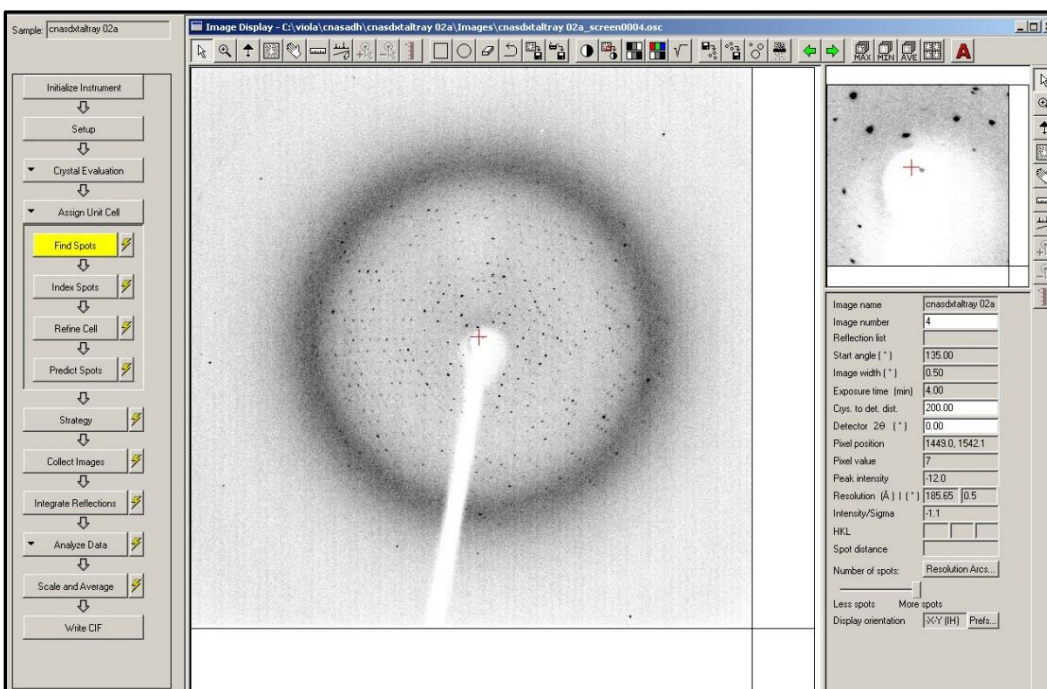 Sample: cnasdxtaltray 02a
Initialize Instrument
Setup
Crystal Evaluation
Assign Unit Cell
Find Spots
Index Spots
Refine Cell
Predict Spots
Strategy
Collect Images
Integrate Reflections
Analyze Data
Scale and Average
Write CIF
Image Display - C:\viola\cnasadh\cnasdxtaltray 02a\Images\cnasdxtaltray 02a_screen0004.osc
MAX MIN AVE A
Image name cnasdxtaltray 02a
Image number 4
Reflection list
Start angle (°) 135.00
Image width (°) 0.50
Exposure time (min) 4.00
Crys. to det. dist. 200.00
Detector 2θ (°) 0.00
Pixel position 1449.0, 1542.1
Pixel value 7
Peak intensity -12.0
Resolution (Å) | (°) 185.65 0.5
Intensity/Sigma -1.1
HKL
Spot distance
Number of spots: Resolution Arcs...
Less spots More spots
Display orientation -X-Y (IH) Prefs...